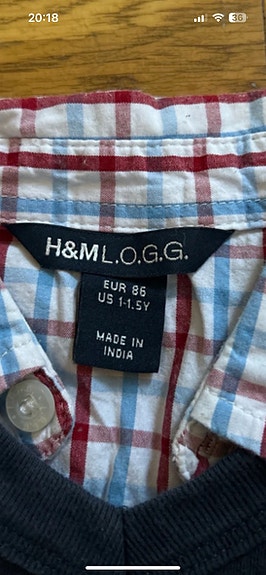 20:18
36
H&M L.O.G.G.
EUR 86
US 1-1.5Y
MADE IN
INDIA